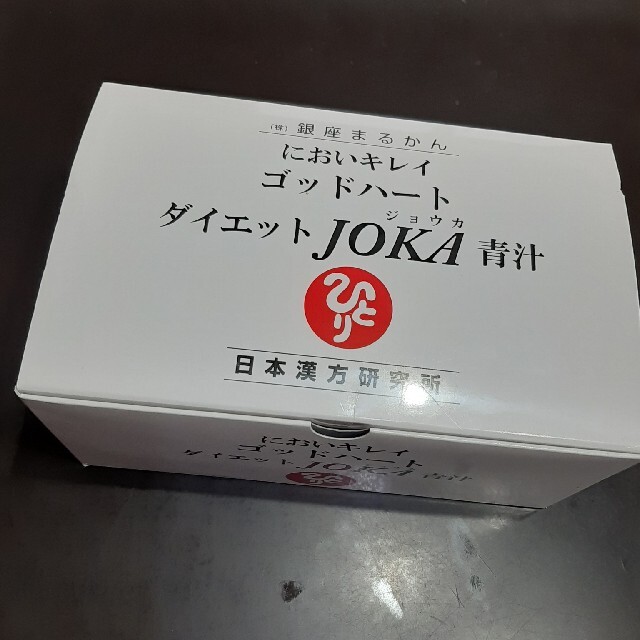 (株)銀座まるかん
においキレイ
ゴッドハート
ジョウカ
ダイエットJOKA青汁
ひとり
日本漢方研究所
においキレイ
ゴッドハート
ダイエットJOKA青汁
ひとり